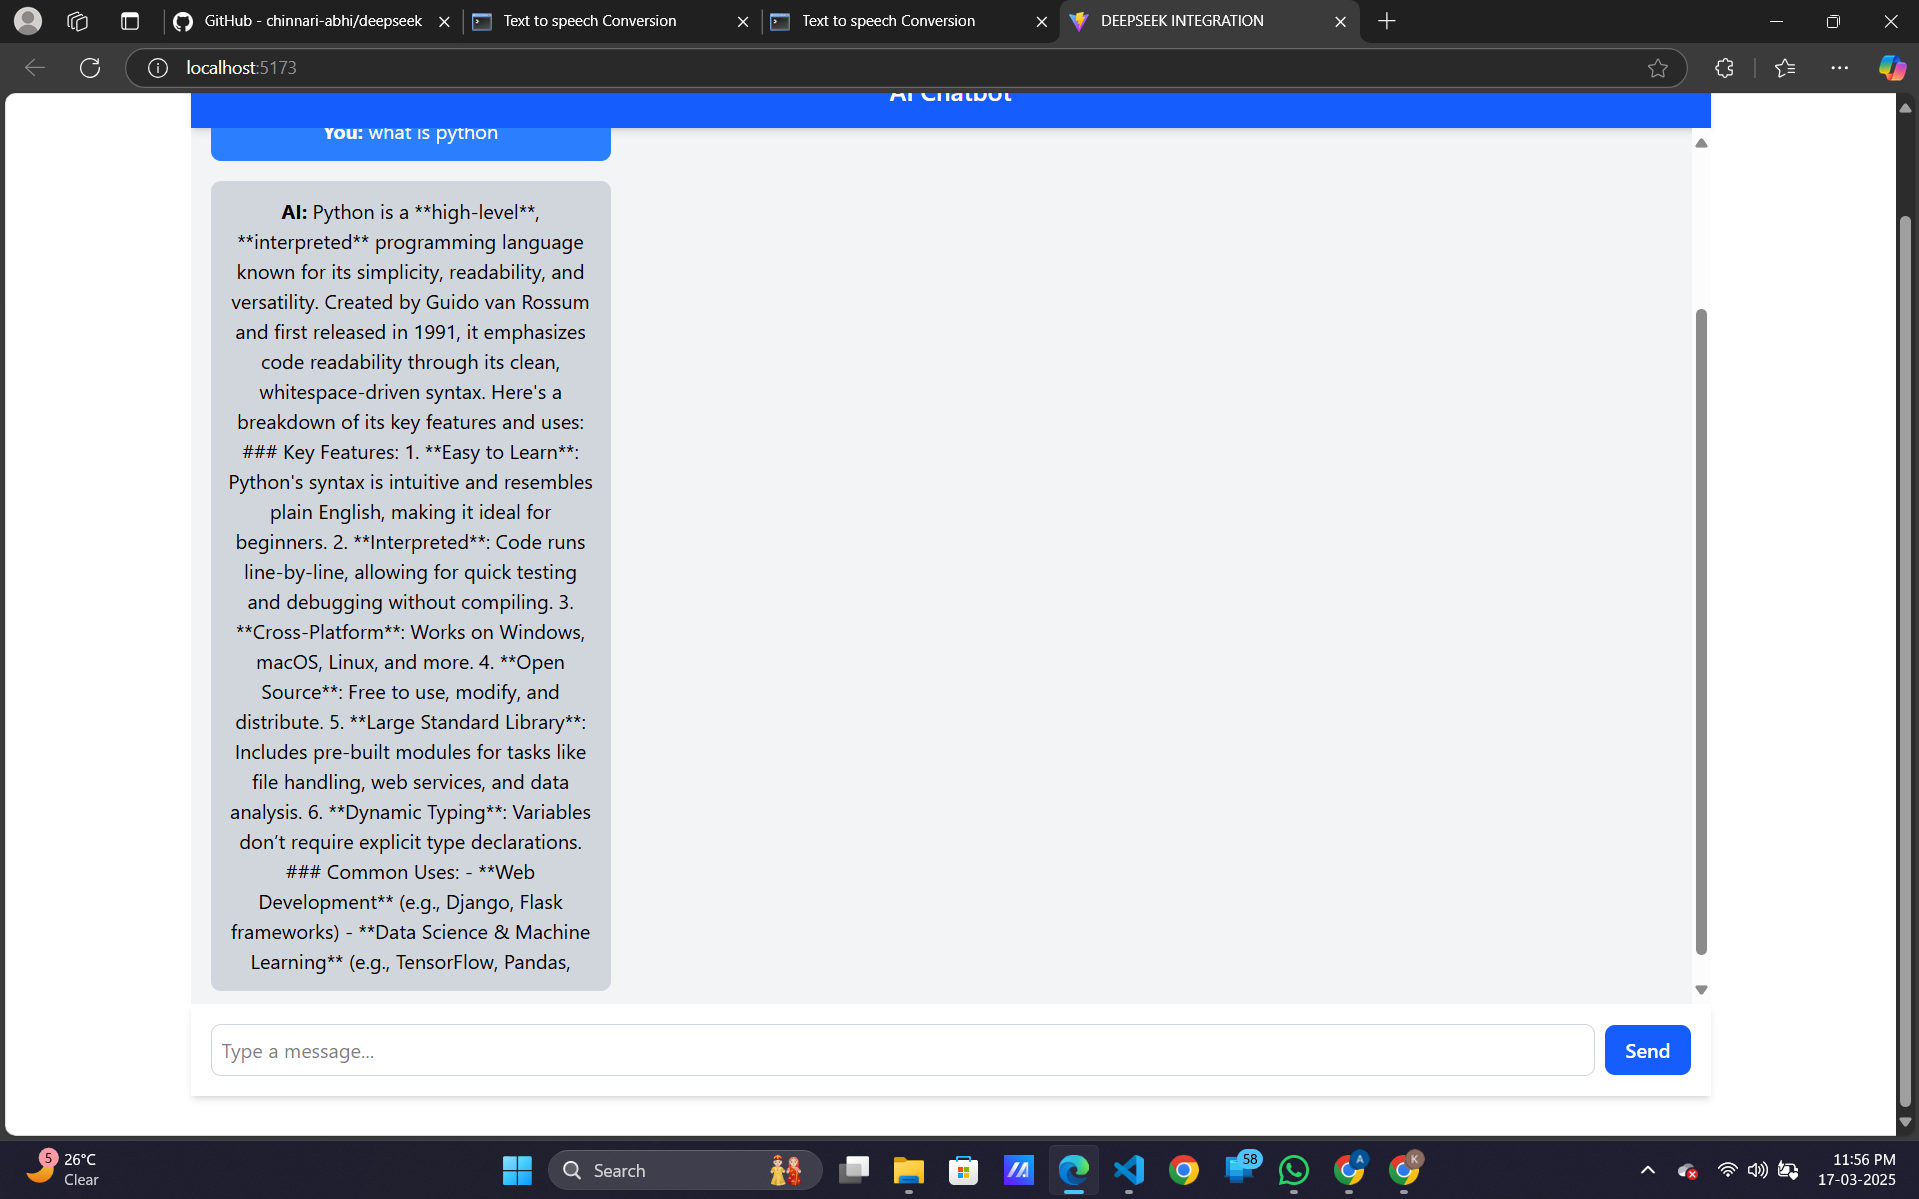 GitHub - chinnari-abhi/deepseek
Text to speech Conversion
Text to speech Conversion
DEEPSEEK INTEGRATION
localhost:5173
AI Chatbot
You: what is python
AI: Python is a **high-level**,
**interpreted** programming language
known for its simplicity, readability, and
versatility. Created by Guido van Rossum
and first released in 1991, it emphasizes
code readability through its clean,
whitespace-driven syntax. Here's a
breakdown of its key features and uses:
### Key Features: 1. **Easy to Learn**:
Python's syntax is intuitive and resembles
plain English, making it ideal for
beginners. 2. **Interpreted**: Code runs
line-by-line, allowing for quick testing
and debugging without compiling. 3.
**Cross-Platform**: Works on Windows,
macOS, Linux, and more. 4. **Open
Source**: Free to use, modify, and
distribute. 5. **Large Standard Library**:
Includes pre-built modules for tasks like
file handling, web services, and data
analysis. 6. **Dynamic Typing**: Variables
don’t require explicit type declarations.
### Common Uses: - **Web
Development** (e.g., Django, Flask
frameworks) - **Data Science & Machine
Learning** (e.g., TensorFlow, Pandas,
Type a message...
Send
5
26°C
Clear
Search
58
A
K
11:56 PM
17-03-2025